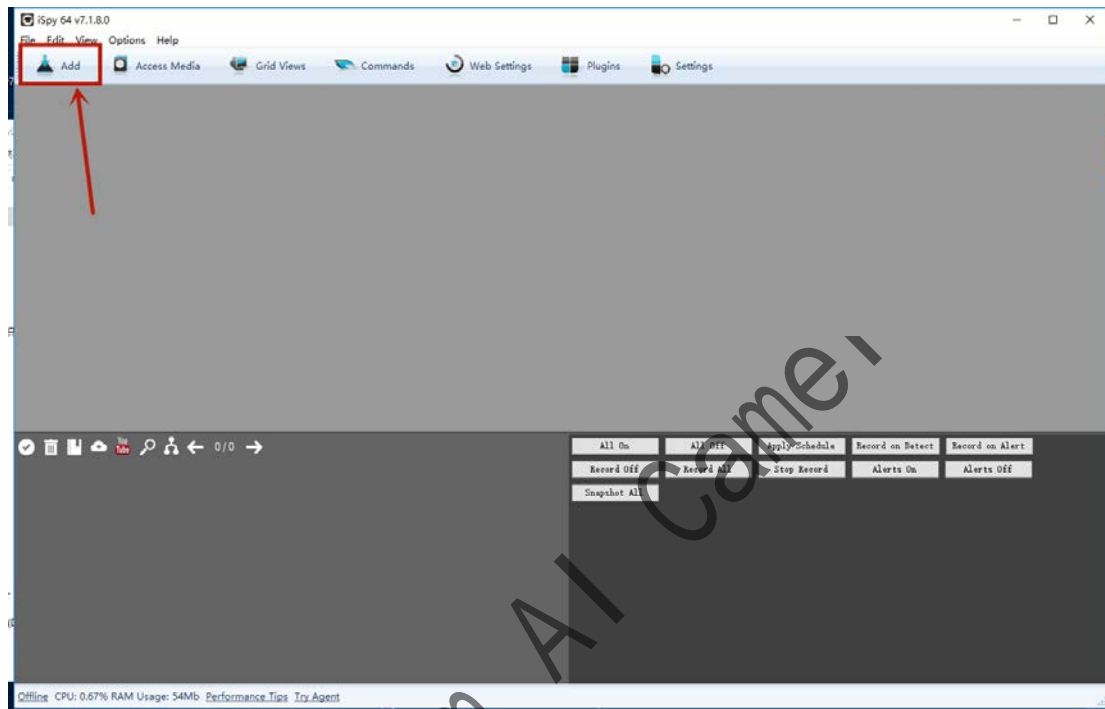 iSpy 64 v7.1.8.0
File Edit View Options Help
Add Access Media Grid Views Commands Web Settings Plugins Settings
You Tube 0/0
All On All Off Apply Schedule Record on Detect Record on Alert
Record Off Record All Stop Record Alerts On Alerts Off
Snapshot All
AI
Offline CPU: 0.67% RAM Usage: 54Mb Performance Tips Try Agent